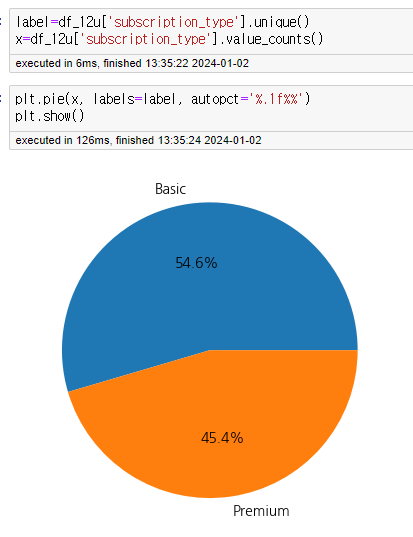 label=df_12u['subscription_type'].unique()
x=df_12u['subscription_type'].value_counts()
executed in 6ms, finished 13:35:22 2024-01-02
plt.pie(x, labels=label, autopct='%.1f%%')
plt.show()
executed in 126ms, finished 13:35:24 2024-01-02
Basic
54.6%
45.4%
Premium